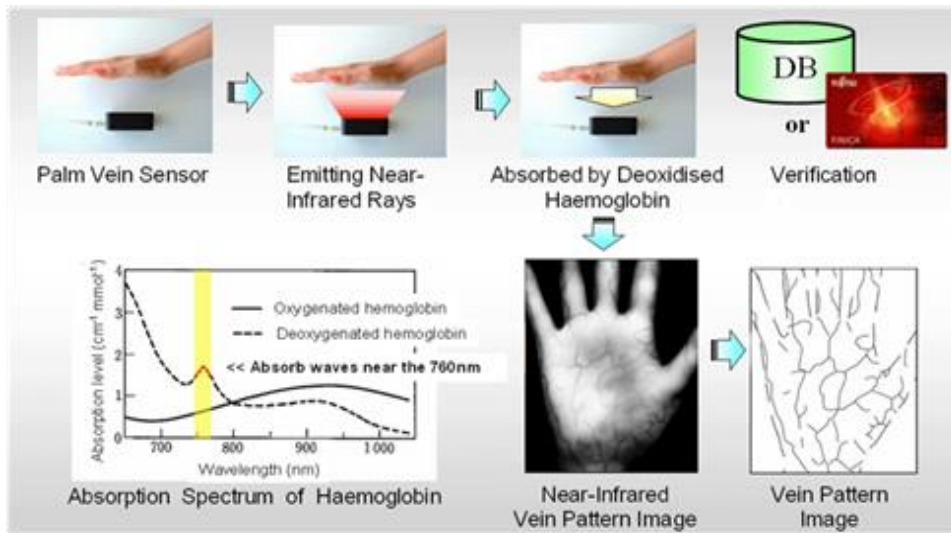 DB
or
FUJITSU
Palm Vein Sensor
Emitting Near-
Infrared Rays
Absorbed by Deoxidised
Haemoglobin
Verification
Absorption level (cm⁻¹ mmol⁻¹)
4
3
2
1
0
Oxygenated hemoglobin
Deoxygenated hemoglobin
<< Absorb waves near the 760nm
700
800
900
1000
Wavelength (nm)
Absorption Spectrum of Haemoglobin
Near-Infrared
Vein Pattern Image
Vein Pattern
Image